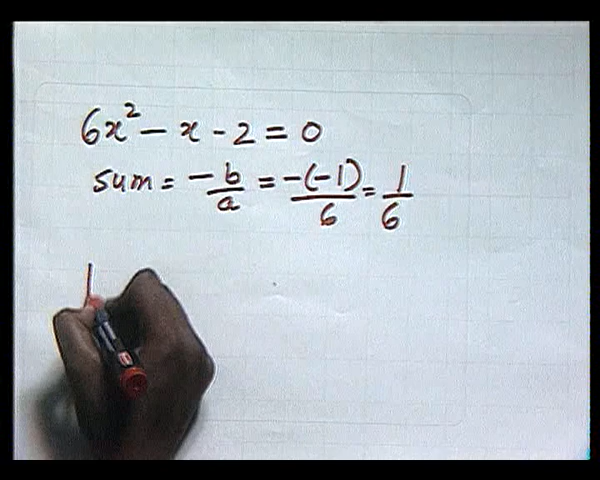 6x² - x - 2 = 0
sum = -b/a = -(-1)/6 = 1/6